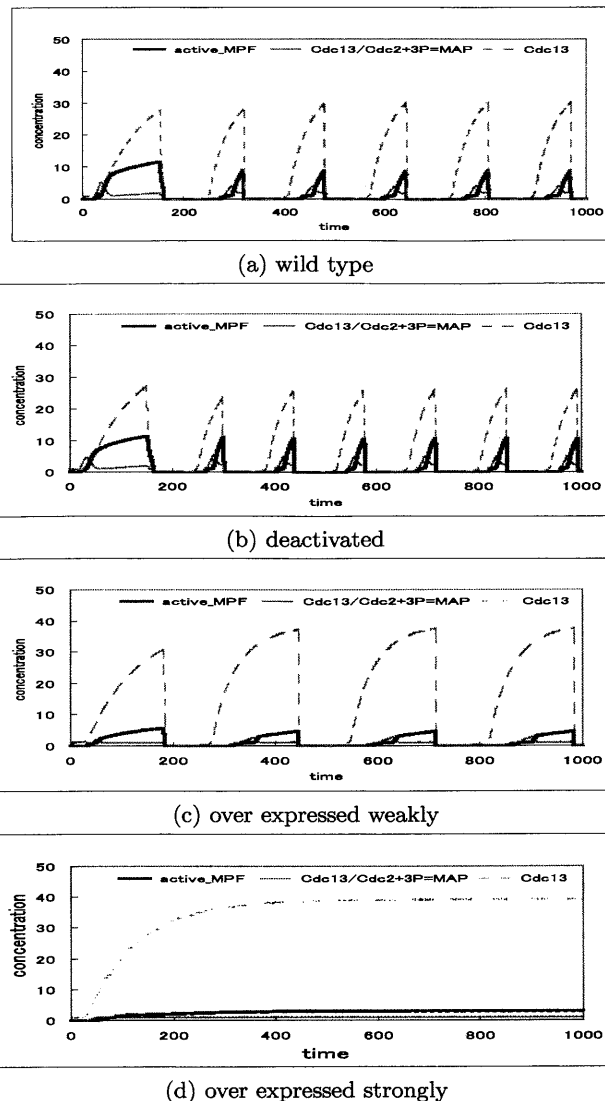 50
active_MPF Cdc13/Cdc2+3P=MAP Cdc13
40
30
20
10
0
concentration
0 200 400 600 800 1000
time
(a) wild type
50
active_MPF Cdc13/Cdc2+3P=MAP Cdc13
40
30
20
10
0
concentration
0 200 400 600 800 1000
time
(b) deactivated
50
active_MPF Cdc13/Cdc2+3P=MAP Cdc13
40
30
20
10
0
concentration
0 200 400 600 800 1000
time
(c) over expressed weakly
50
active_MPF Cdc13/Cdc2+3P=MAP Cdc13
40
30
20
10
0
concentration
0 200 400 600 800 1000
time
(d) over expressed strongly